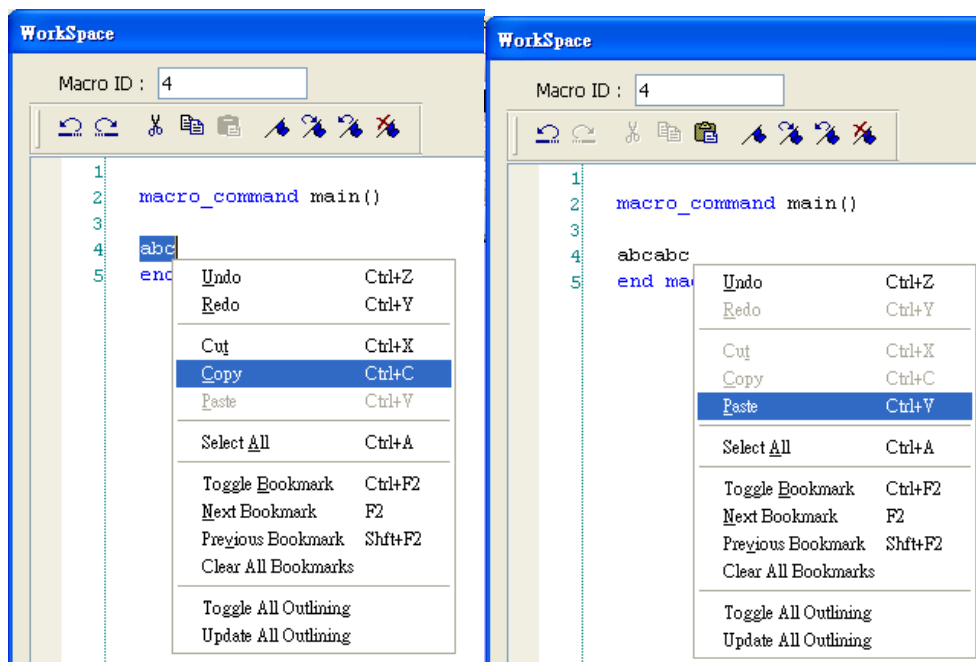 WorkSpace
Macro ID : 4
1
2 macro_command main()
3
4 abc
5 end
Undo Ctrl+Z
Redo Ctrl+Y
Cut Ctrl+X
Copy Ctrl+C
Paste Ctrl+V
Select All Ctrl+A
Toggle Bookmark Ctrl+F2
Next Bookmark F2
Previous Bookmark Shft+F2
Clear All Bookmarks
Toggle All Outlining
Update All Outlining
WorkSpace
Macro ID : 4
1
2 macro_command main()
3
4 abcabc
5 end mac
Undo Ctrl+Z
Redo Ctrl+Y
Cut Ctrl+X
Copy Ctrl+C
Paste Ctrl+V
Select All Ctrl+A
Toggle Bookmark Ctrl+F2
Next Bookmark F2
Previous Bookmark Shft+F2
Clear All Bookmarks
Toggle All Outlining
Update All Outlining